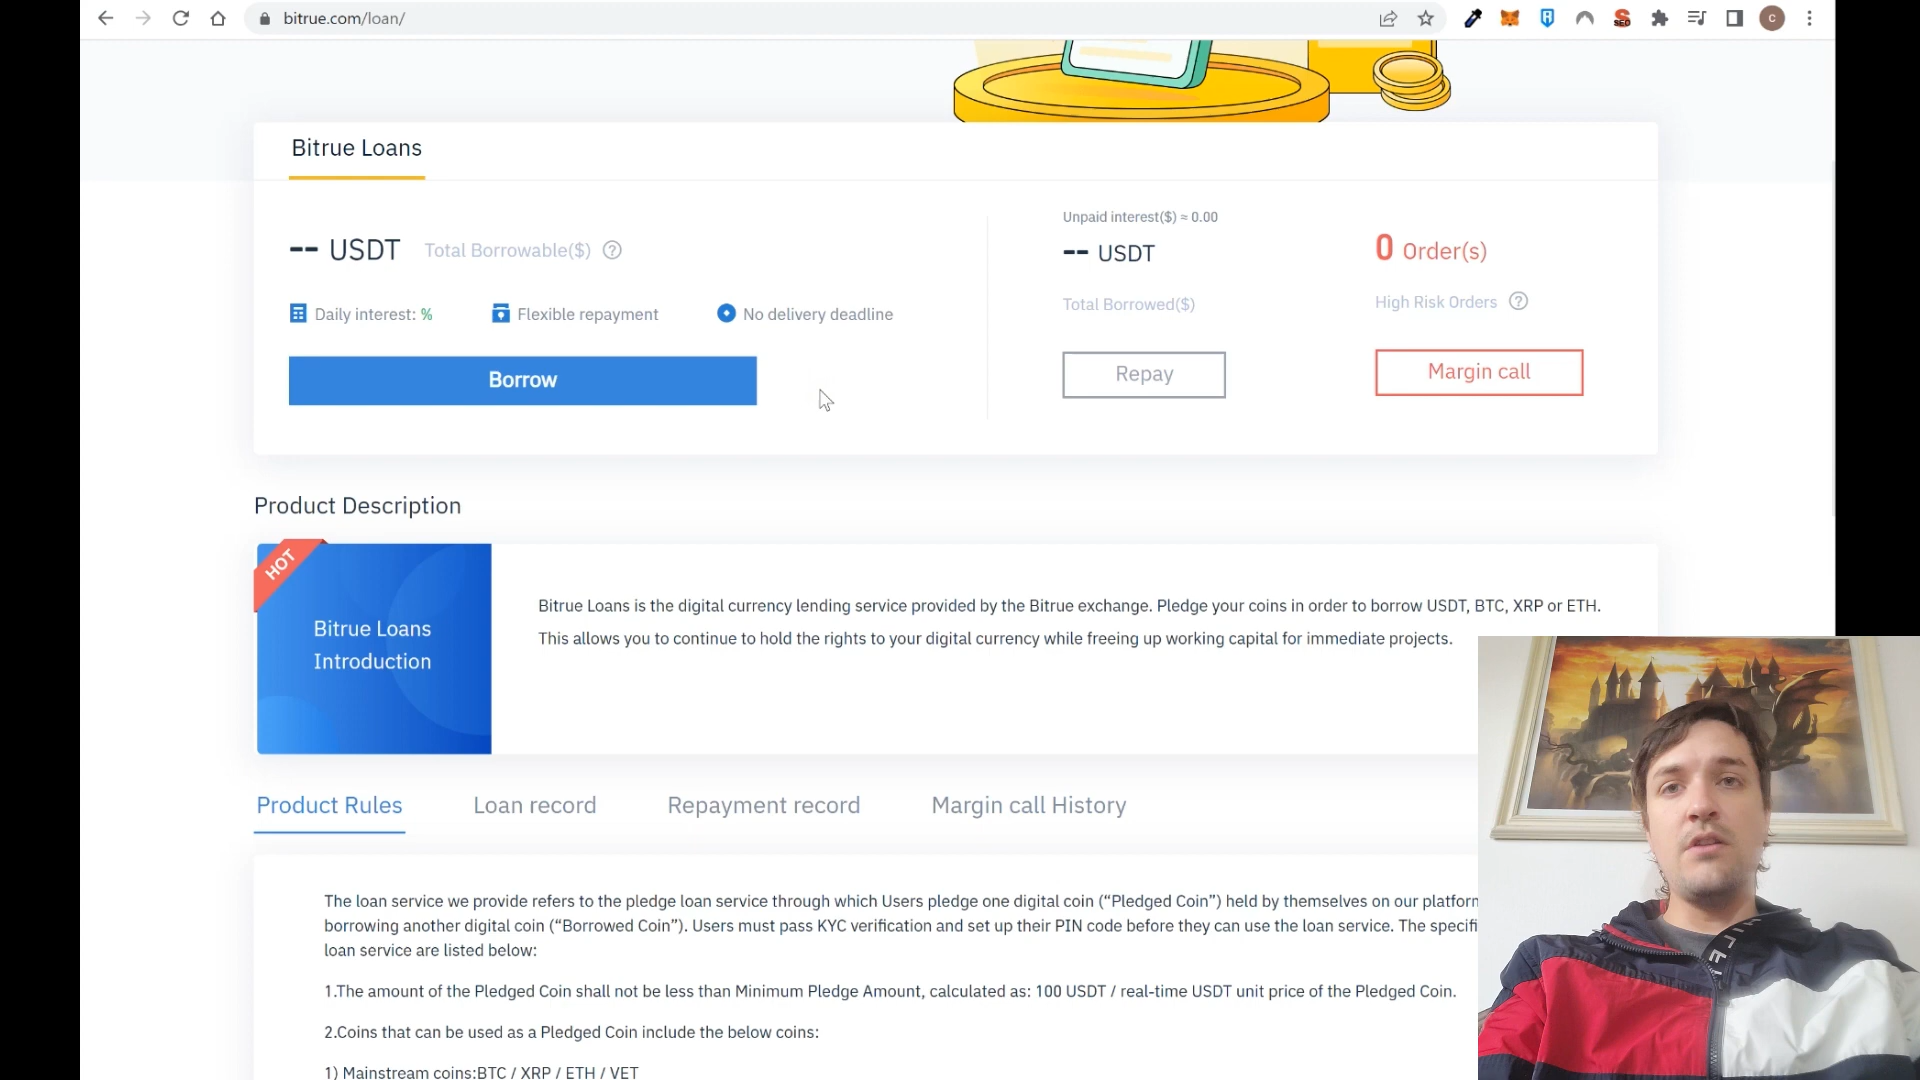 bitrue.com/loan/
SEO
C
Bitrue Loans
-- USDT Total Borrowable($)
Daily interest: % Flexible repayment No delivery deadline
Borrow
Unpaid interest($) ≈ 0.00
-- USDT
Total Borrowed($)
Repay
0 Order(s)
High Risk Orders
Margin call
Product Description
HOT
Bitrue Loans
Introduction
Bitrue Loans is the digital currency lending service provided by the Bitrue exchange. Pledge your coins in order to borrow USDT, BTC, XRP or ETH.
This allows you to continue to hold the rights to your digital currency while freeing up working capital for immediate projects.
Product Rules Loan record Repayment record Margin call History
The loan service we provide refers to the pledge loan service through which Users pledge one digital coin (“Pledged Coin”) held by themselves on our platform
borrowing another digital coin (“Borrowed Coin”). Users must pass KYC verification and set up their PIN code before they can use the loan service. The specifi
loan service are listed below:
1.The amount of the Pledged Coin shall not be less than Minimum Pledge Amount, calculated as: 100 USDT / real-time USDT unit price of the Pledged Coin.
2.Coins that can be used as a Pledged Coin include the below coins:
1) Mainstream coins:BTC / XRP / ETH / VET